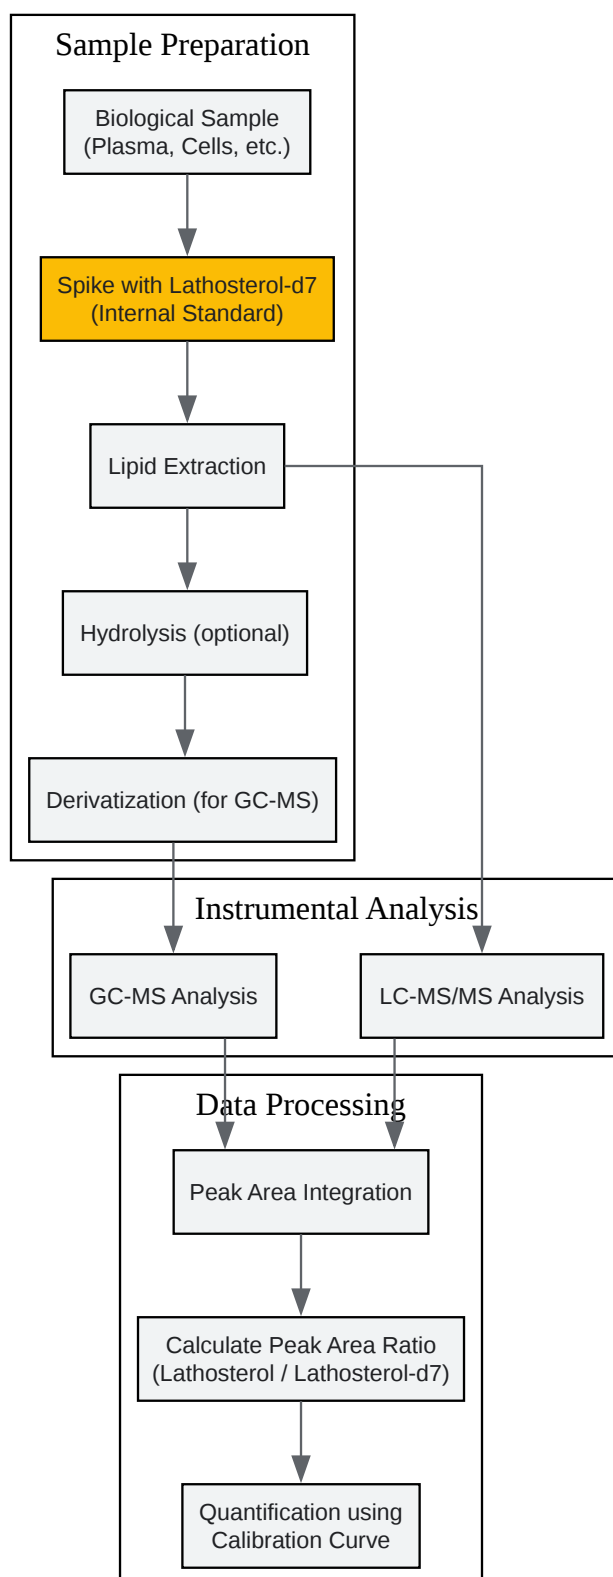 Sample Preparation
Biological Sample
(Plasma, Cells, etc.)
Spike with Lathosterol-d7
(Internal Standard)
Lipid Extraction
Hydrolysis (optional)
Derivatization (for GC-MS)
Instrumental Analysis
GC-MS Analysis
LC-MS/MS Analysis
Data Processing
Peak Area Integration
Calculate Peak Area Ratio
(Lathosterol / Lathosterol-d7)
Quantification using
Calibration Curve